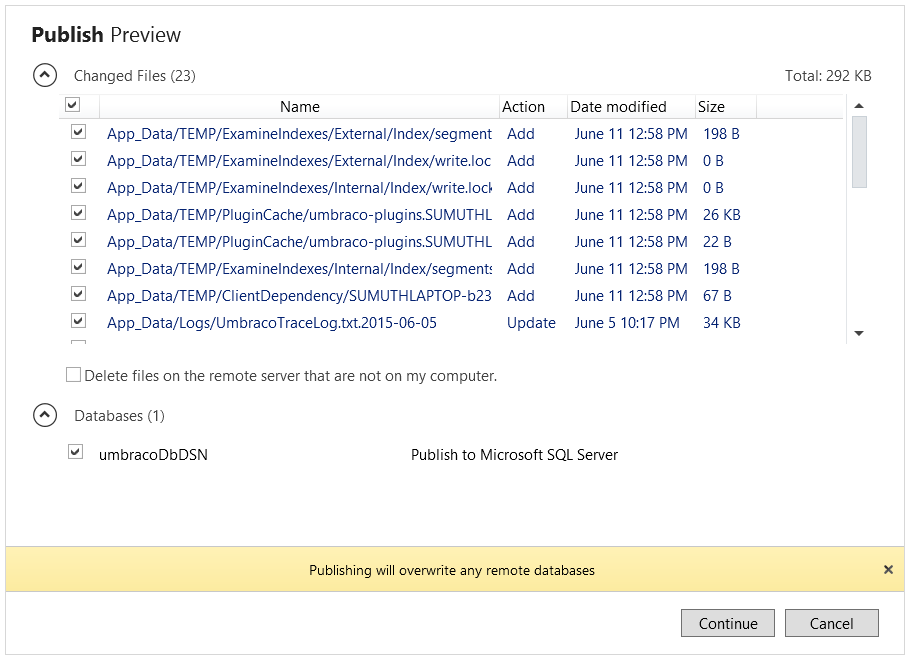 Publish Preview
Changed Files (23) Total: 292 KB
Name Action Date modified Size
App_Data/TEMP/ExamineIndexes/External/Index/segment Add June 11 12:58 PM 198 B
App_Data/TEMP/ExamineIndexes/External/Index/write.loc Add June 11 12:58 PM 0 B
App_Data/TEMP/ExamineIndexes/Internal/Index/write.lock Add June 11 12:58 PM 0 B
App_Data/TEMP/PluginCache/umbraco-plugins.SUMUTHL Add June 11 12:58 PM 26 KB
App_Data/TEMP/PluginCache/umbraco-plugins.SUMUTHL Add June 11 12:58 PM 22 B
App_Data/TEMP/ExamineIndexes/Internal/Index/segments Add June 11 12:58 PM 198 B
App_Data/TEMP/ClientDependency/SUMUTHLAPTOP-b23 Add June 11 12:58 PM 67 B
App_Data/Logs/UmbracoTraceLog.txt.2015-06-05 Update June 5 10:17 PM 34 KB
Delete files on the remote server that are not on my computer.
Databases (1)
umbracoDbDSN Publish to Microsoft SQL Server
Publishing will overwrite any remote databases
Continue Cancel